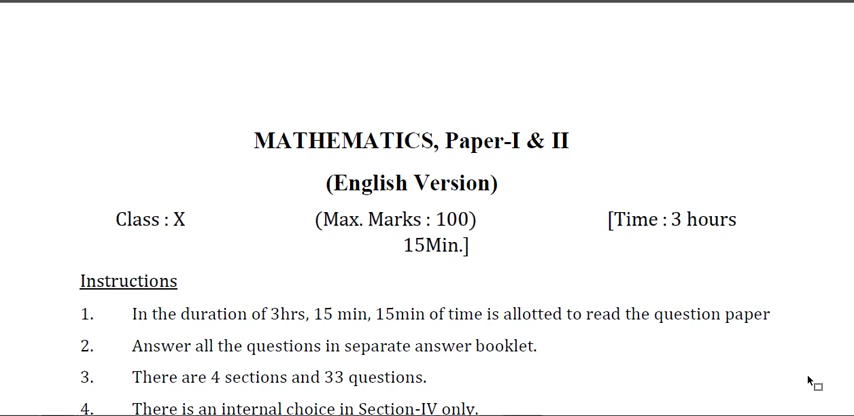 MATHEMATICS, Paper-I & II
(English Version)
Class : X (Max. Marks : 100) [Time : 3 hours
15Min.]
Instructions
1. In the duration of 3hrs, 15 min, 15min of time is allotted to read the question paper
2. Answer all the questions in separate answer booklet.
3. There are 4 sections and 33 questions.
4. There is an internal choice in Section-IV only.